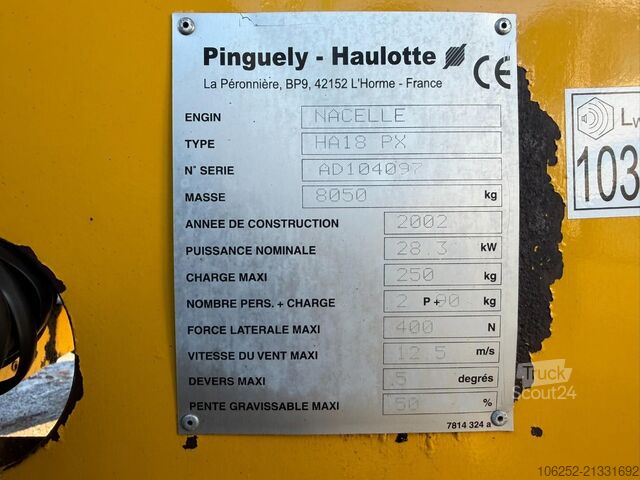 Pinguely - Haulotte
CE
La Péronnière, BP9, 42152 L'Horme - France
ENGIN NACELLE
TYPE HA18 PX
N° SERIE AD104097
MASSE 8050 kg
ANNEE DE CONSTRUCTION 2002
PUISSANCE NOMINALE 28.3 kW
CHARGE MAXI 250 kg
NOMBRE PERS. + CHARGE 2 P+ 90 kg
FORCE LATERALE MAXI 400 N
VITESSE DU VENT MAXI 12.5 m/s
DEVERS MAXI 5 degrés
PENTE GRAVISSABLE MAXI 50 %
7814 324 a
LW
103
Truck
Scout24
106252-21331692